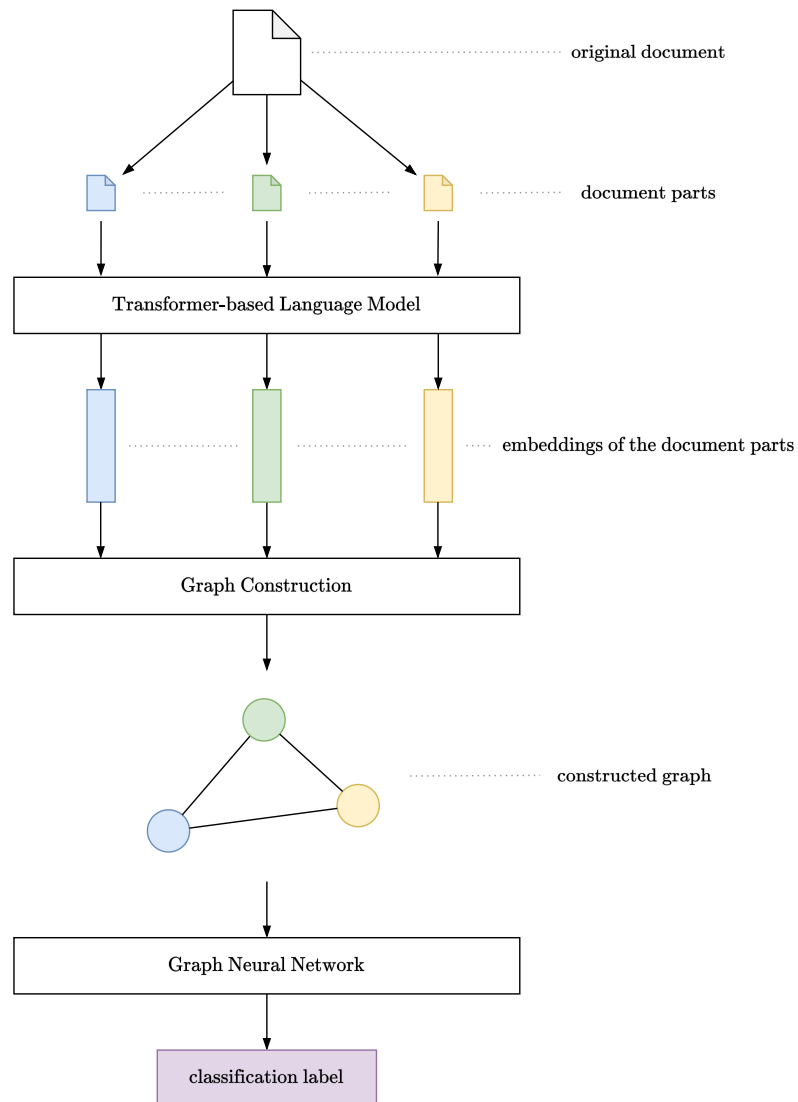 original document
document parts
Transformer-based Language Model
embeddings of the document parts
Graph Construction
constructed graph
Graph Neural Network
classification label